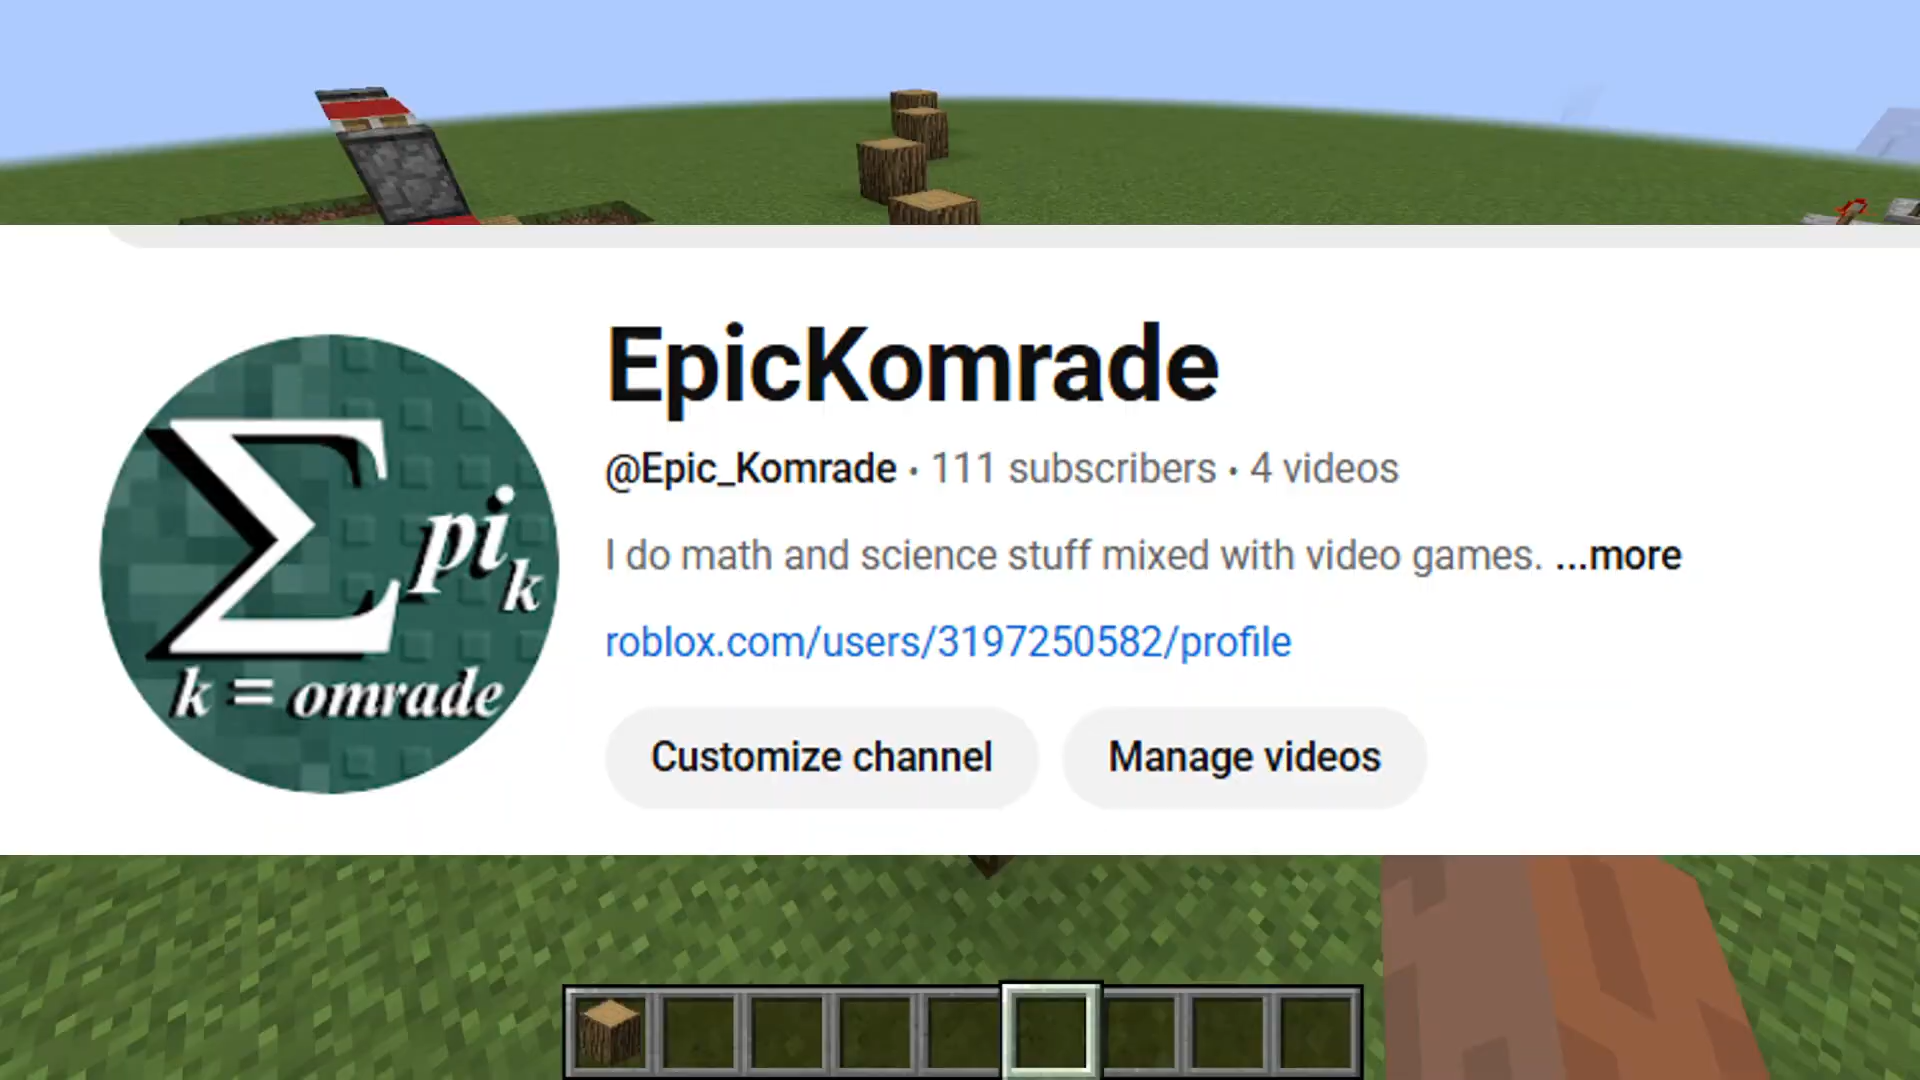 EpicKomrade
@Epic_Komrade • 111 subscribers • 4 videos
I do math and science stuff mixed with video games. ...more
roblox.com/users/3197250582/profile
Customize channel Manage videos
Σ pi k
k = omrade